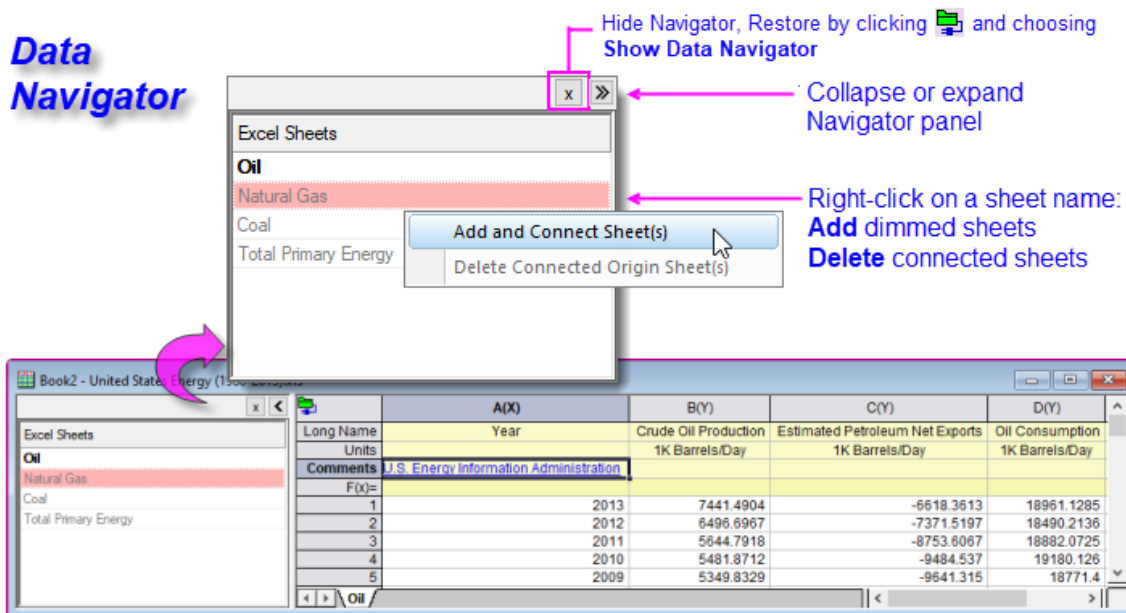 Data
Navigator
Hide Navigator, Restore by clicking and choosing
Show Data Navigator
x
Collapse or expand
Navigator panel
Excel Sheets
Oil
Natural Gas
Coal
Total Primary Energy
Add and Connect Sheet(s)
Delete Connected Origin Sheet(s)
Right-click on a sheet name:
Add dimmed sheets
Delete connected sheets
Book2 - United States Energy
x
Excel Sheets
Oil
Natural Gas
Coal
Total Primary Energy
A(X) B(Y) C(Y) D(Y)
Long Name Year Crude Oil Production Estimated Petroleum Net Exports Oil Consumption
Units 1K Barrels/Day 1K Barrels/Day 1K Barrels/Day
Comments U.S. Energy Information Administration
F(x)=
1 2013 7441.4904 -6618.3613 18961.1285
2 2012 6496.6967 -7371.5197 18490.2136
3 2011 5644.7918 -8753.6067 18882.0725
4 2010 5481.8712 -9484.537 19180.126
5 2009 5349.8329 -9641.315 18771.4
Oil